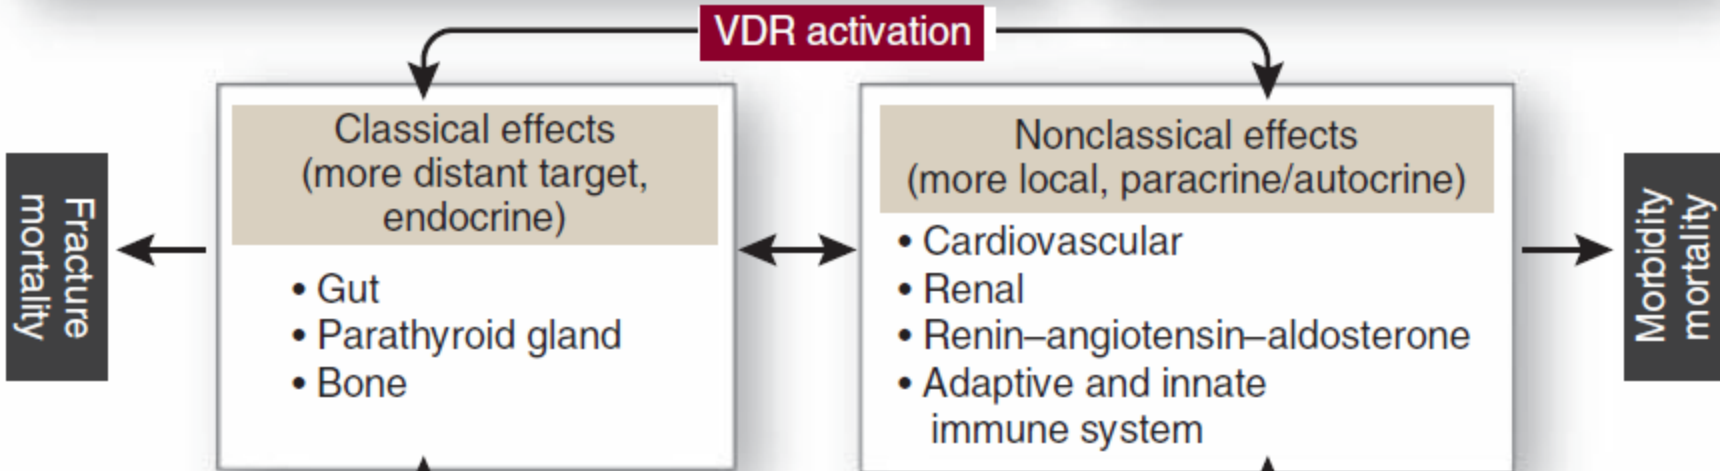 VDR activation
Classical effects
(more distant target,
endocrine)
• Gut
• Parathyroid gland
• Bone
Nonclassical effects
(more local, paracrine/autocrine)
• Cardiovascular
• Renal
• Renin–angiotensin–aldosterone
• Adaptive and innate
immune system
Fracture
mortality
Morbidity
mortality